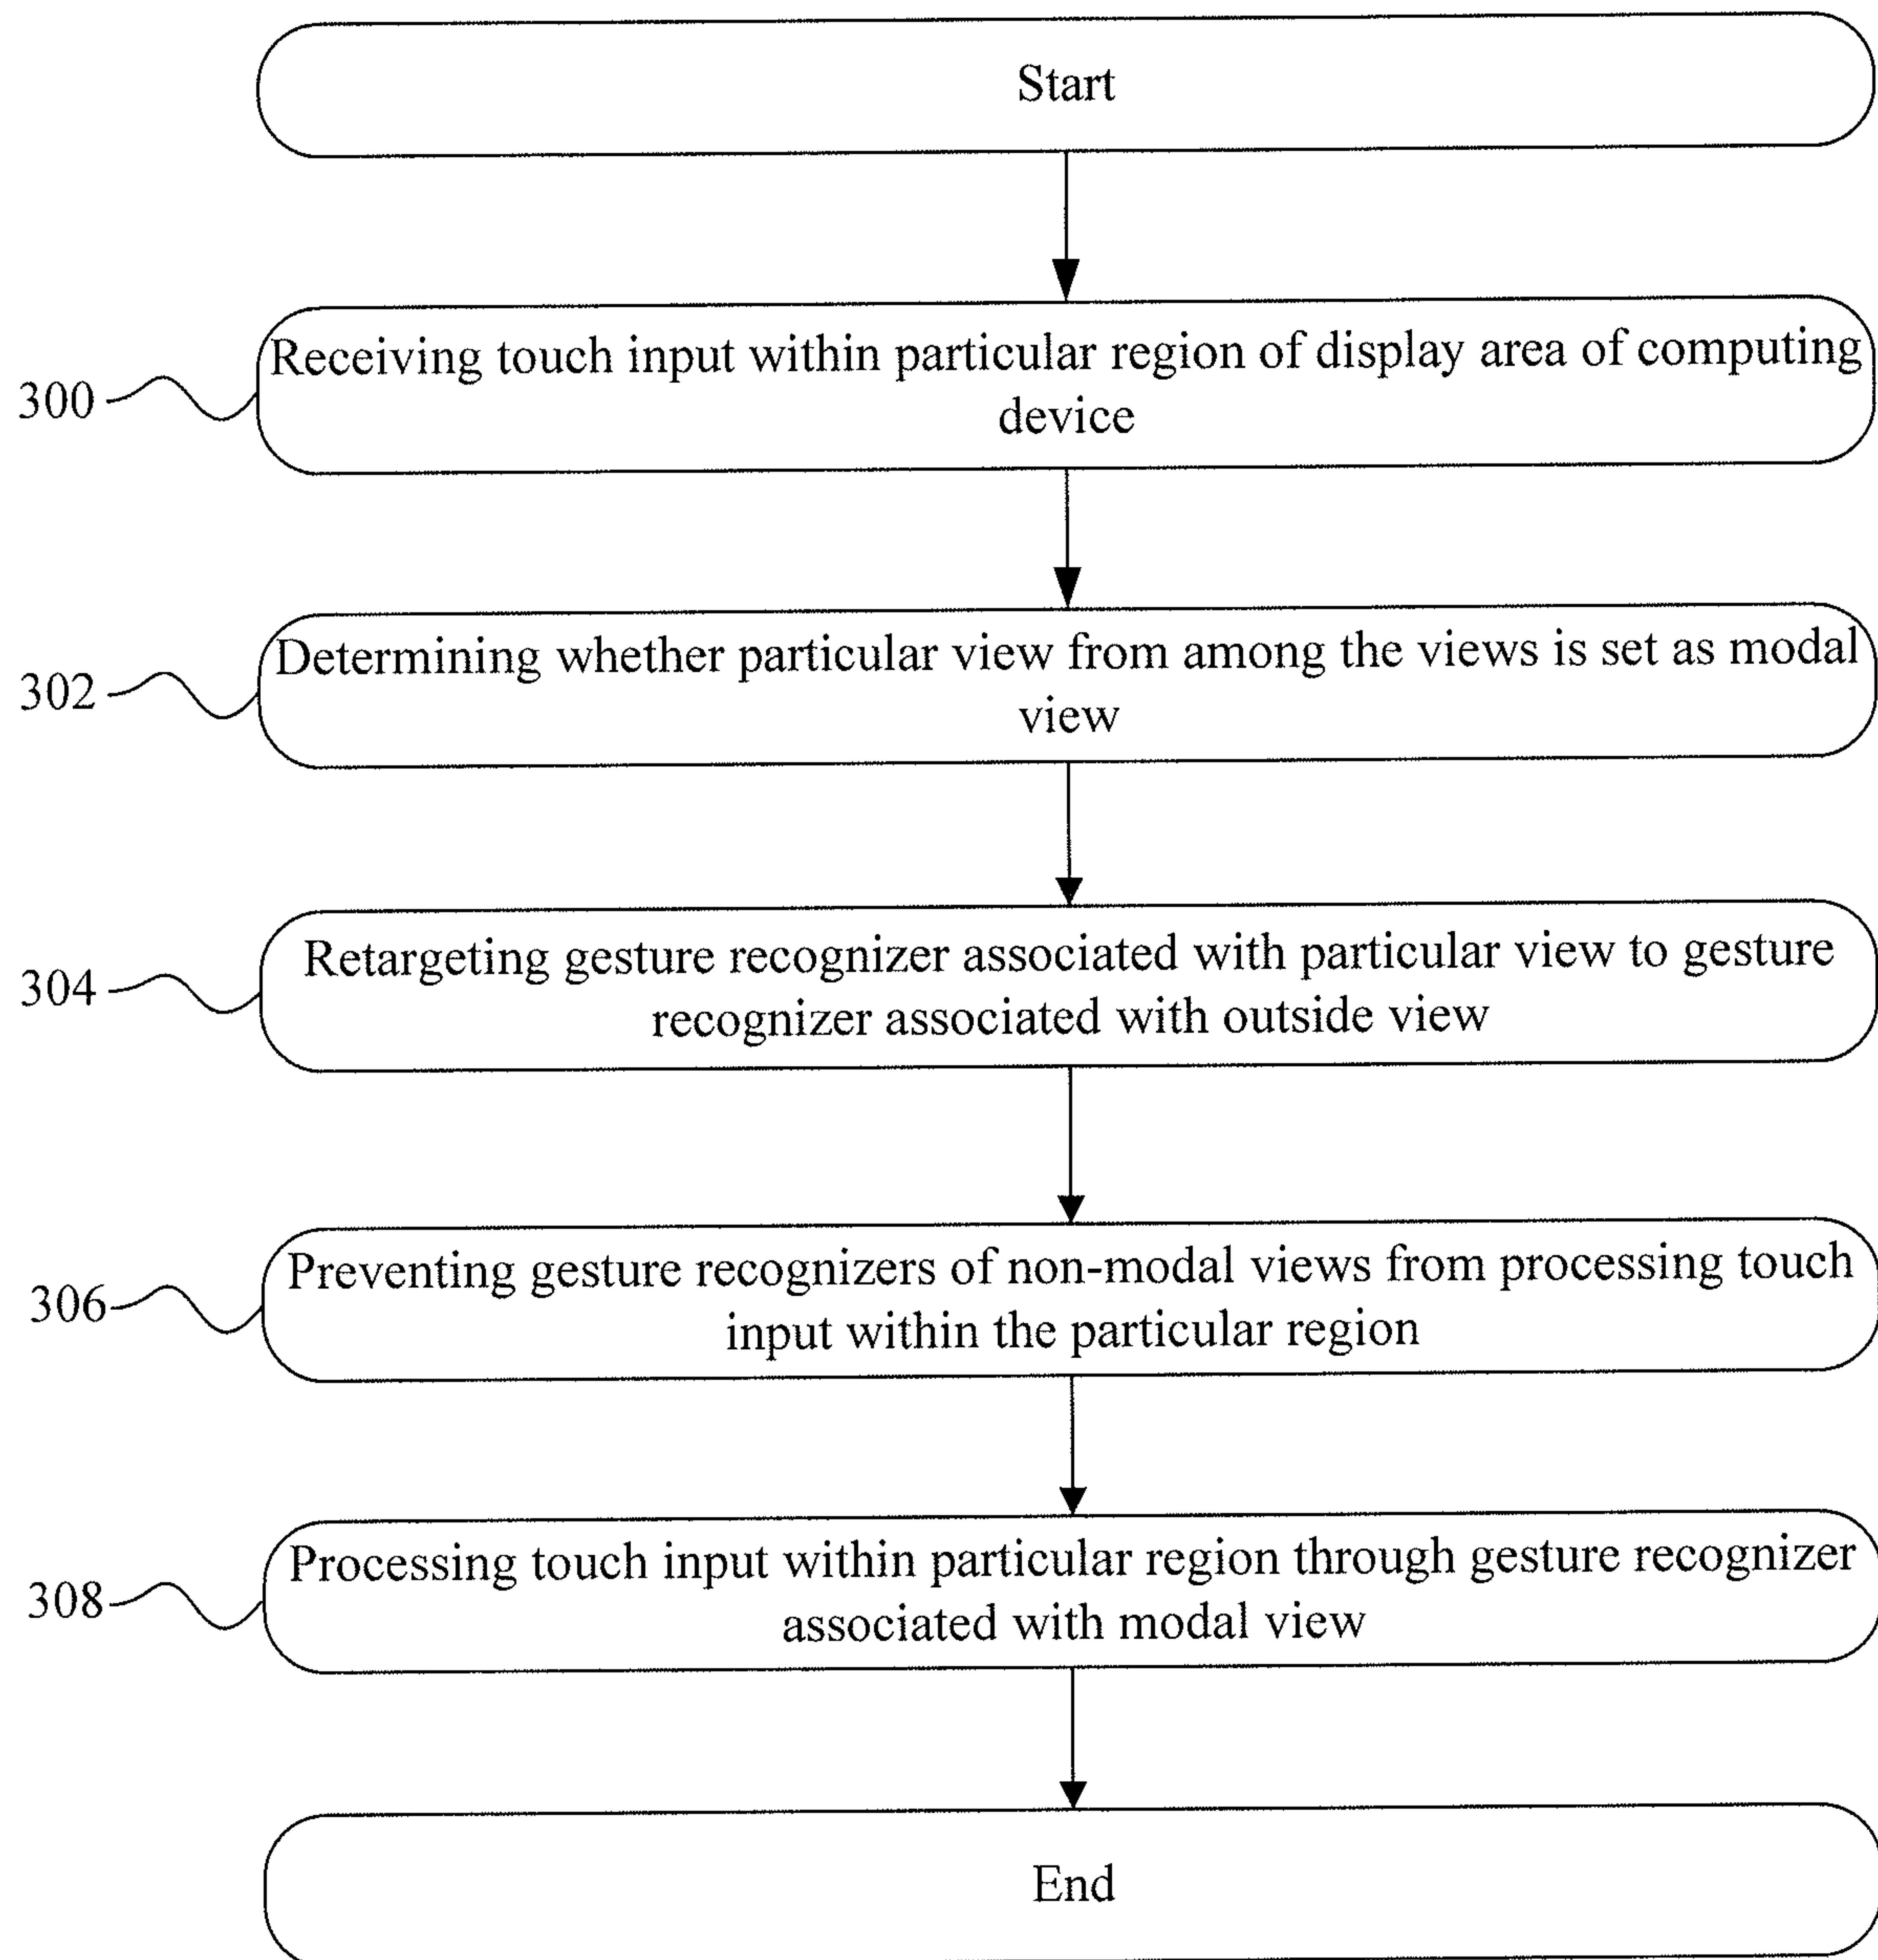 Start
Receiving touch input within particular region of display area of computing
device
300
Determining whether particular view from among the views is set as modal
view
302
Retargeting gesture recognizer associated with particular view to gesture
recognizer associated with outside view
304
Preventing gesture recognizers of non-modal views from processing touch
input within the particular region
306
Processing touch input within particular region through gesture recognizer
associated with modal view
308
End